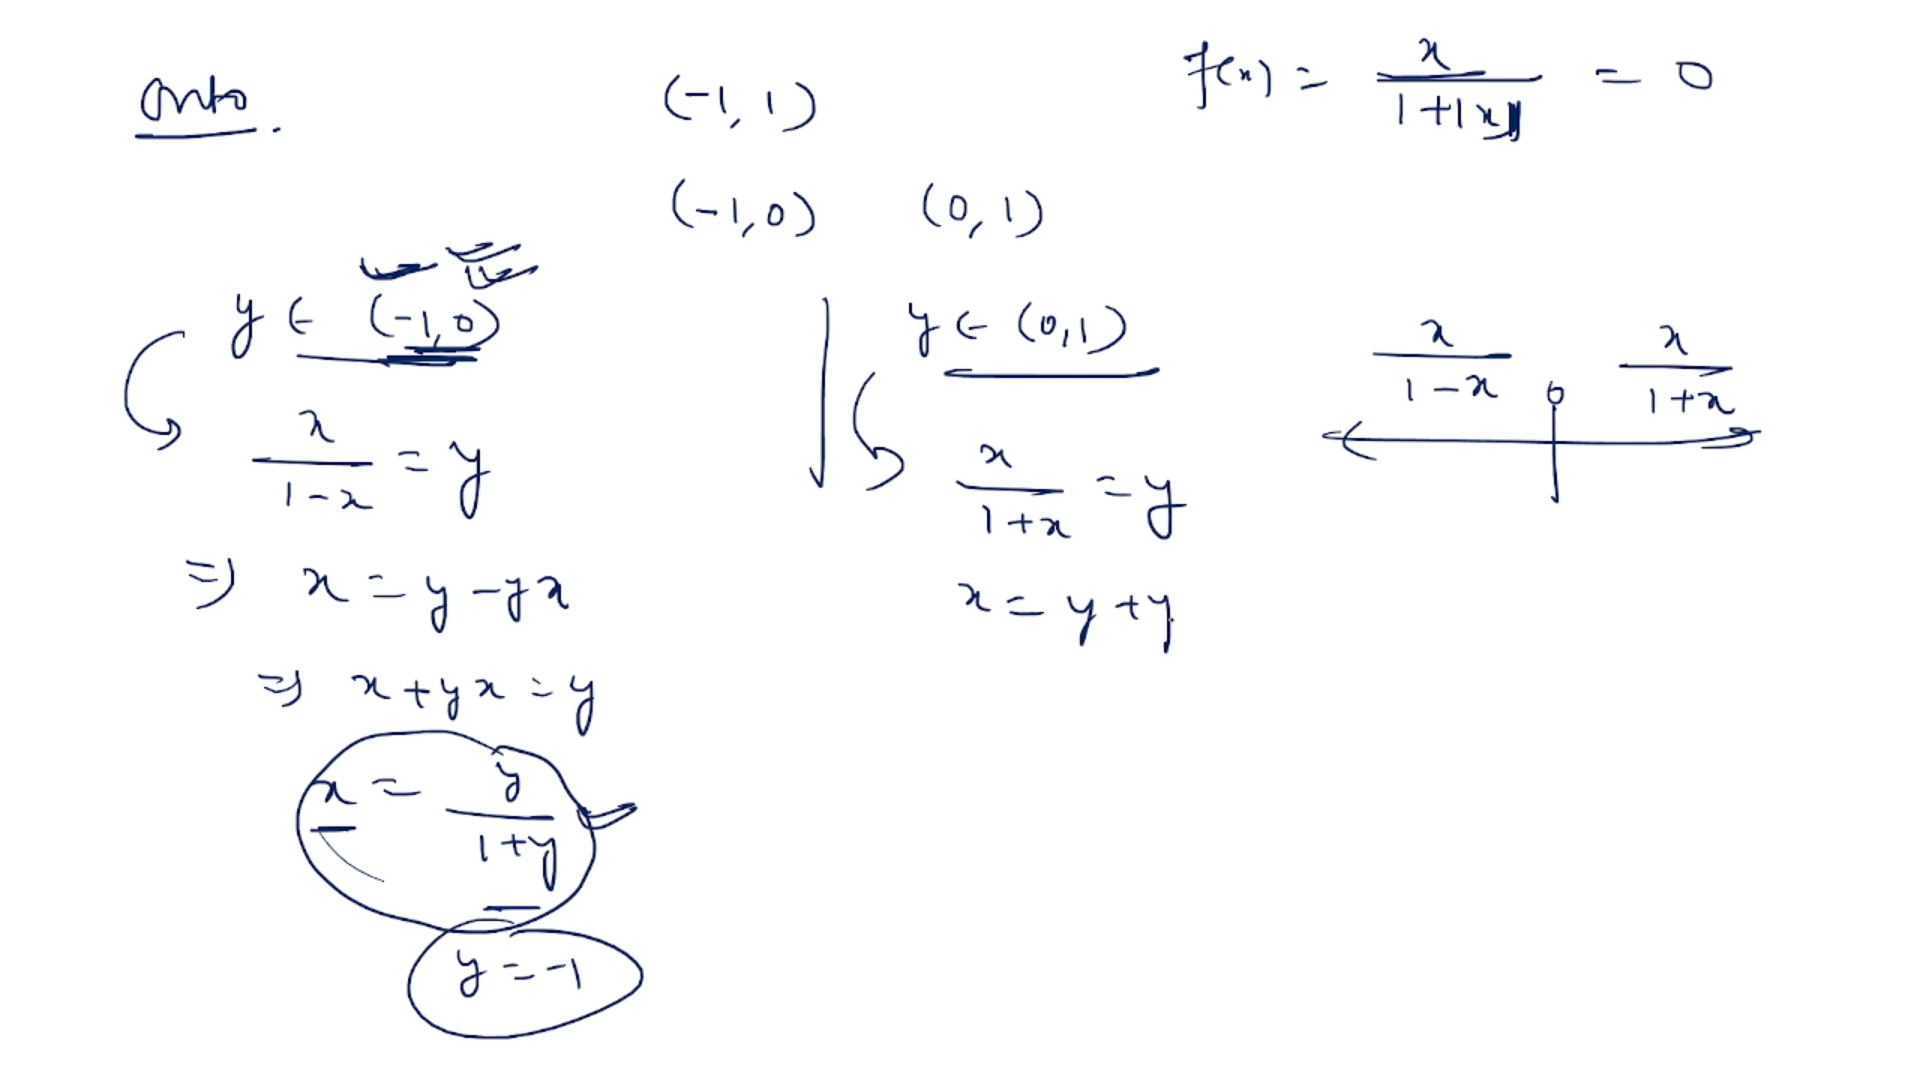 Onto.
(-1, 1)
f(x) = x / 1+|x| = 0
(-1, 0) (0, 1)
y ∈ (-1, 0)
x / 1-x = y
⇒ x = y - yx
⇒ x + yx = y
x = y / 1+y
y = -1
y ∈ (0, 1)
x / 1+x = y
x = y + y
x / 1-x 0 x / 1+x